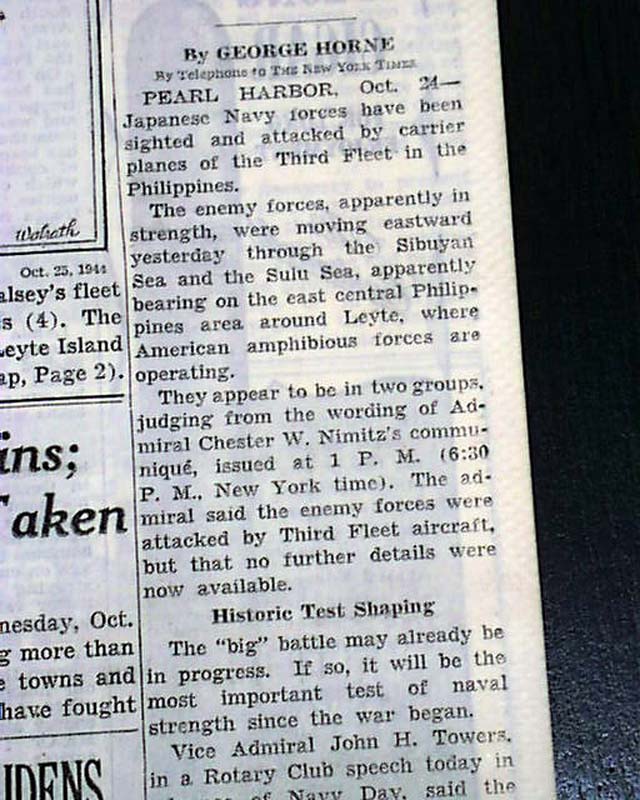 By GEORGE HORNE
By Telephone to THE NEW YORK TIMES.
PEARL HARBOR, Oct. 24—
Japanese Navy forces have been
sighted and attacked by carrier
planes of the Third Fleet in the
Philippines.
The enemy forces, apparently in
strength, were moving eastward
yesterday through the Sibuyan
Sea and the Sulu Sea, apparently
bearing on the east central Philip-
pines area around Leyte, where
American amphibious forces are
operating.
They appear to be in two groups,
judging from the wording of Ad-
miral Chester W. Nimitz's commu-
niqué, issued at 1 P. M. (6:30
P. M., New York time). The ad-
miral said the enemy forces were
attacked by Third Fleet aircraft,
but that no further details were
now available.
Historic Test Shaping
The "big" battle may already be
in progress. If so, it will be the
most important test of naval
strength since the war began.
Vice Admiral John H. Towers,
in a Rotary Club speech today in
of Navy Day, said the
Oct. 25, 1944
alsey's fleet
s (4). The
Leyte Island
ap, Page 2).
ins;
Taken
nesday, Oct.
g more than
e towns and
have fought
UDENS